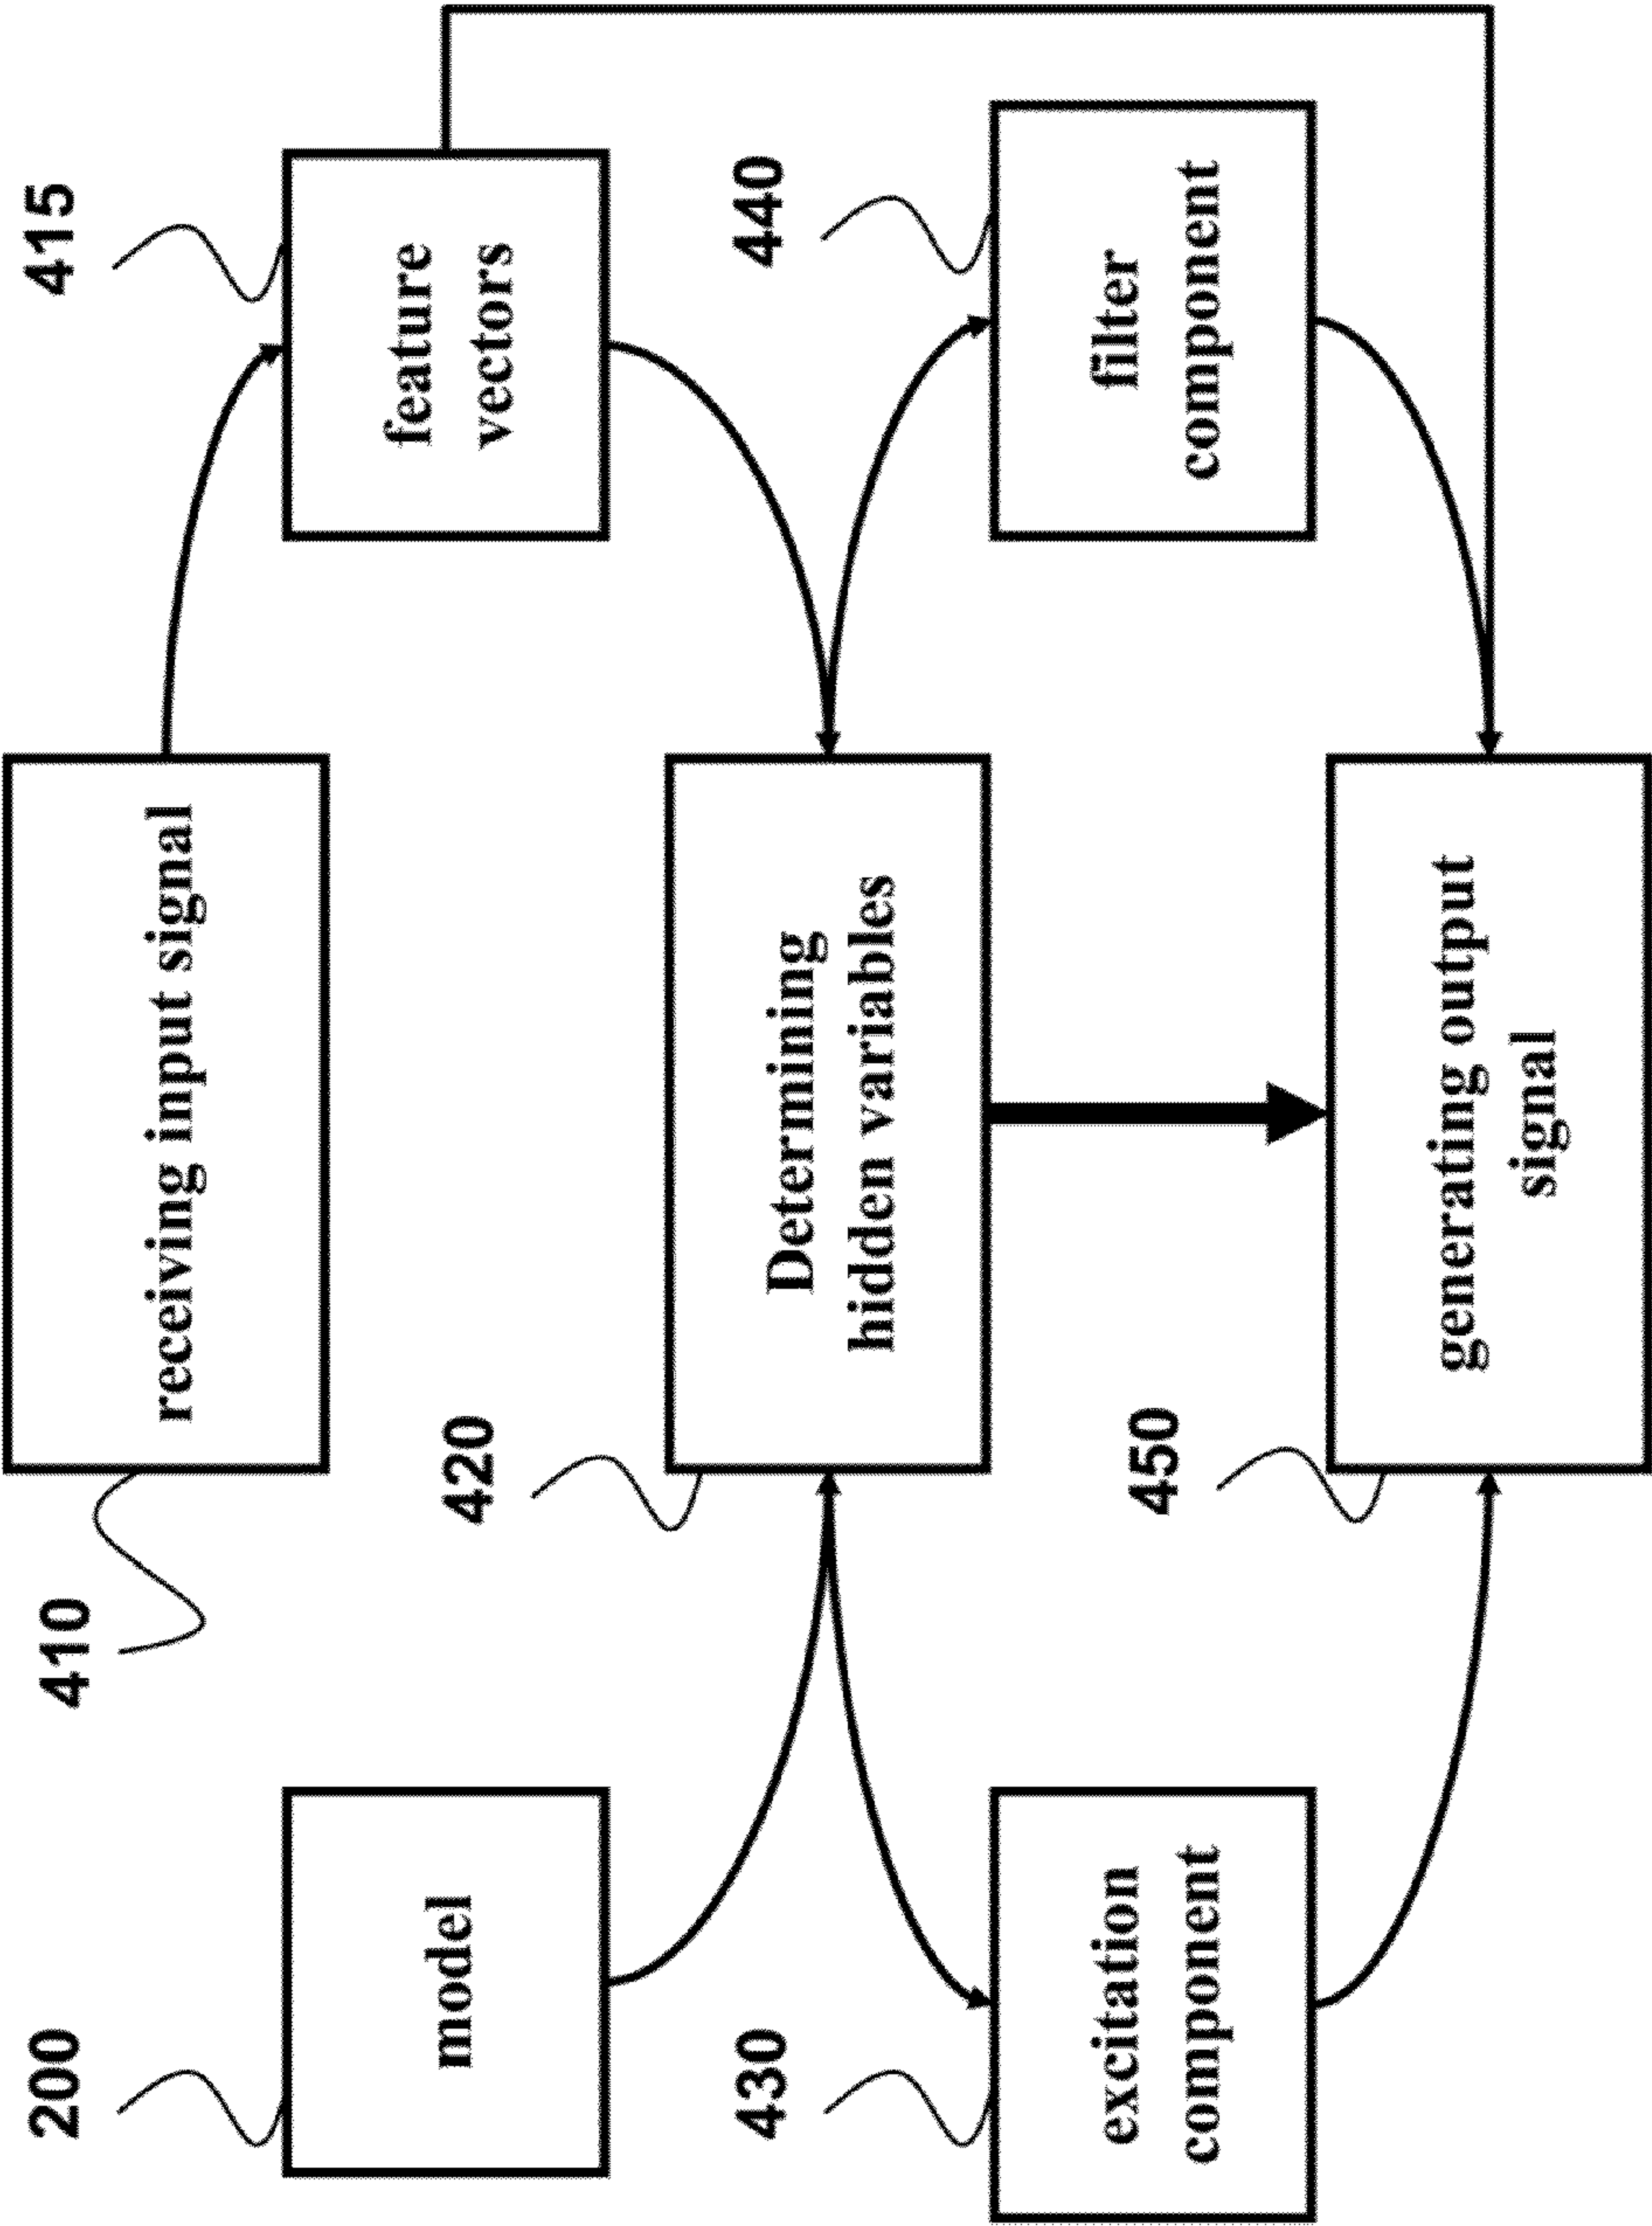 410
receiving input signal
200
model
415
feature
vectors
420
Determining
hidden variables
430
excitation
component
440
filter
component
450
generating output
signal